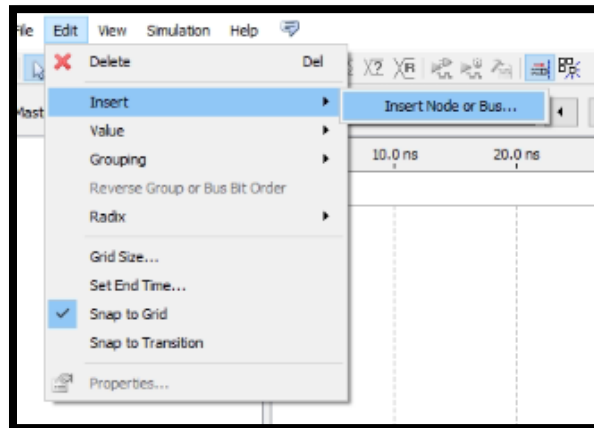 File Edit View Simulation Help
Delete Del
Insert Insert Node or Bus...
Mast
Value
Grouping 10.0 ns 20.0 ns
Reverse Group or Bus Bit Order
Radix
Grid Size...
Set End Time...
Snap to Grid
Snap to Transition
Properties...